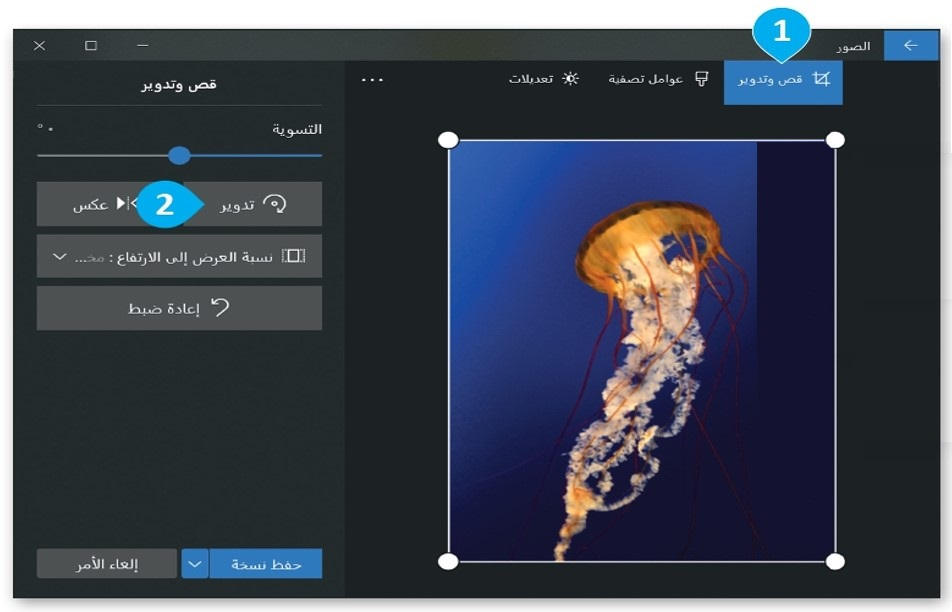 1
الصور
قص وتدوير
عوامل تصفية
تعديلات
...
قص وتدوير
التسوية
°٠
تدوير
2
عكس
نسبة العرض إلى الارتفاع : مخ...
إعادة ضبط
حفظ نسخة
إلغاء الأمر